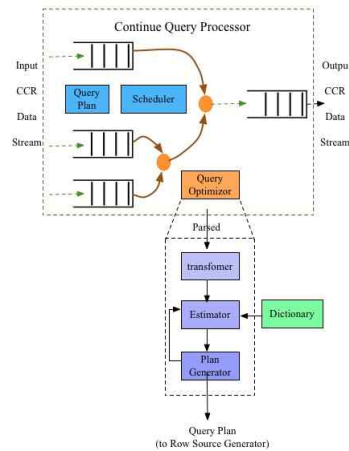 Continue Query Processor
Input
CCR
Data
Stream
Query
Plan
Scheduler
Output
CCR
Data
Stream
Query
Optimizor
Parsed
transfomer
Estimator
Dictionary
Plan
Generator
Query Plan
(to Row Source Generator)